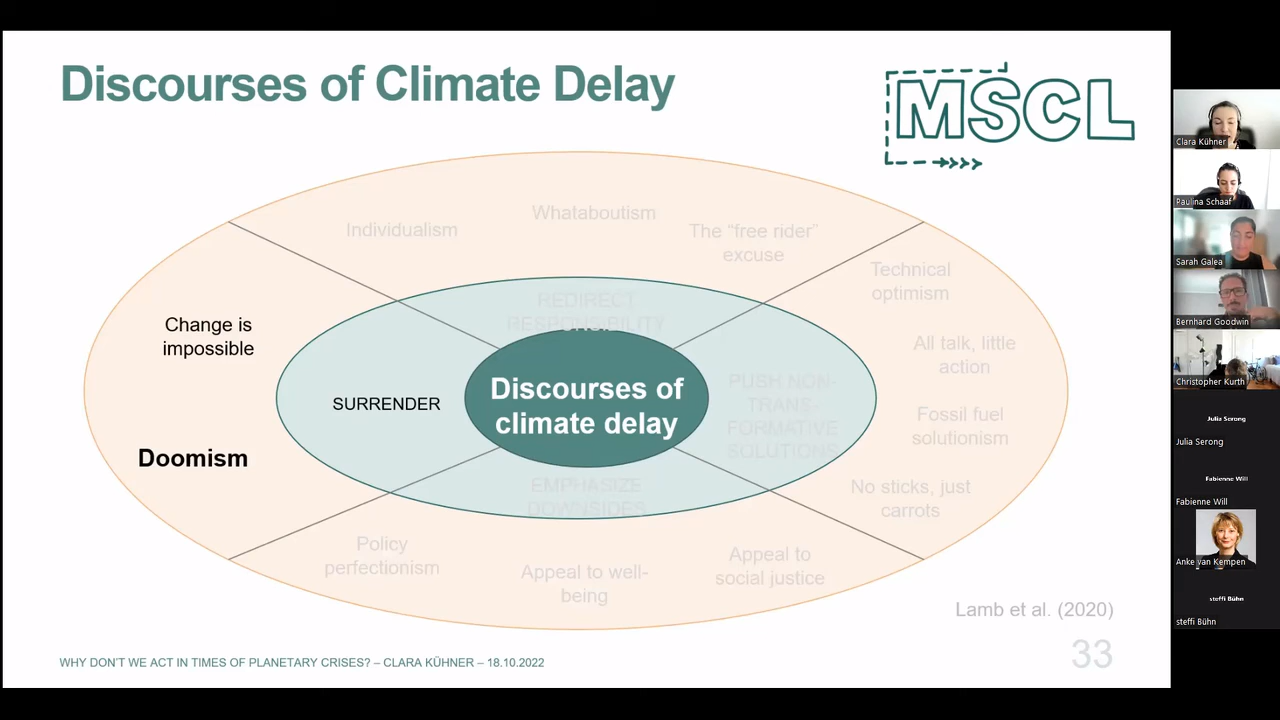 Discourses of Climate Delay
MSCL
Individualism
Whataboutism
The “free rider”
excuse
Technical
optimism
All talk, little
action
Fossil fuel
solutionism
No sticks, just
carrots
Appeal to
social justice
Appeal to well-
being
Policy
perfectionism
Change is
impossible
Doomism
REDIRECT
RESPONSIBILITY
SURRENDER
Discourses of
climate delay
PUSH NON-
TRANS-
FORMATIVE
SOLUTIONS
EMPHASIZE
DOWNSIDES
Lamb et al. (2020)
WHY DON'T WE ACT IN TIMES OF PLANETARY CRISES? – CLARA KÜHNER – 18.10.2022
33
Clara Kühner
Paulina Schaaf
Sarah Galea
Bernhard Goodwin
Christopher Kurth
Julia Serong
Julia Serong
Fabienne Will
Fabienne Will
Anke van Kempen
steffi Bühn
steffi Bühn